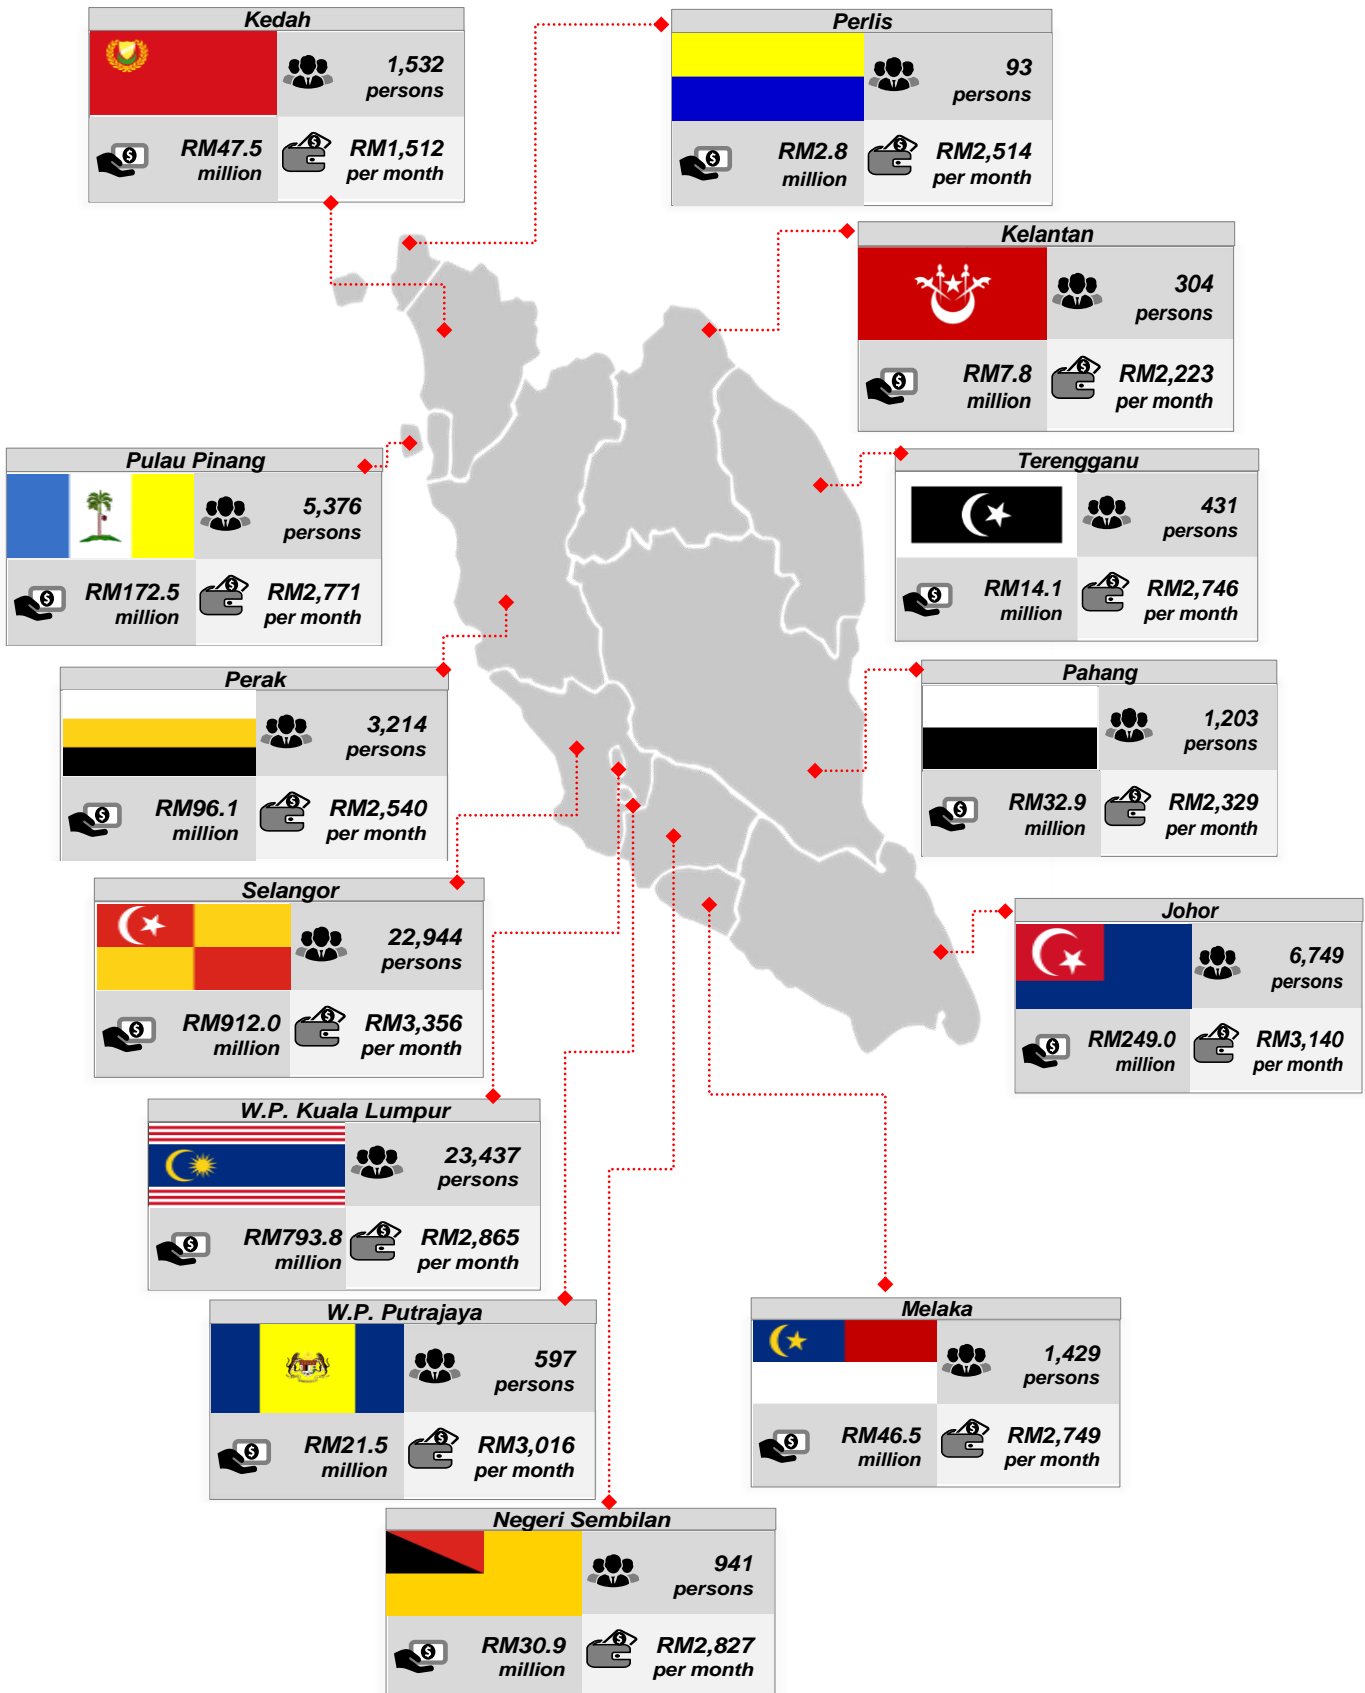 Kedah
1,532
persons
RM47.5
million
RM1,512
per month
Perlis
93
persons
RM2.8
million
RM2,514
per month
Kelantan
304
persons
RM7.8
million
RM2,223
per month
Pulau Pinang
5,376
persons
RM172.5
million
RM2,771
per month
Terengganu
431
persons
RM14.1
million
RM2,746
per month
Perak
3,214
persons
RM96.1
million
RM2,540
per month
Pahang
1,203
persons
RM32.9
million
RM2,329
per month
Selangor
22,944
persons
RM912.0
million
RM3,356
per month
Johor
6,749
persons
RM249.0
million
RM3,140
per month
W.P. Kuala Lumpur
23,437
persons
RM793.8
million
RM2,865
per month
W.P. Putrajaya
597
persons
RM21.5
million
RM3,016
per month
Melaka
1,429
persons
RM46.5
million
RM2,749
per month
Negeri Sembilan
941
persons
RM30.9
million
RM2,827
per month